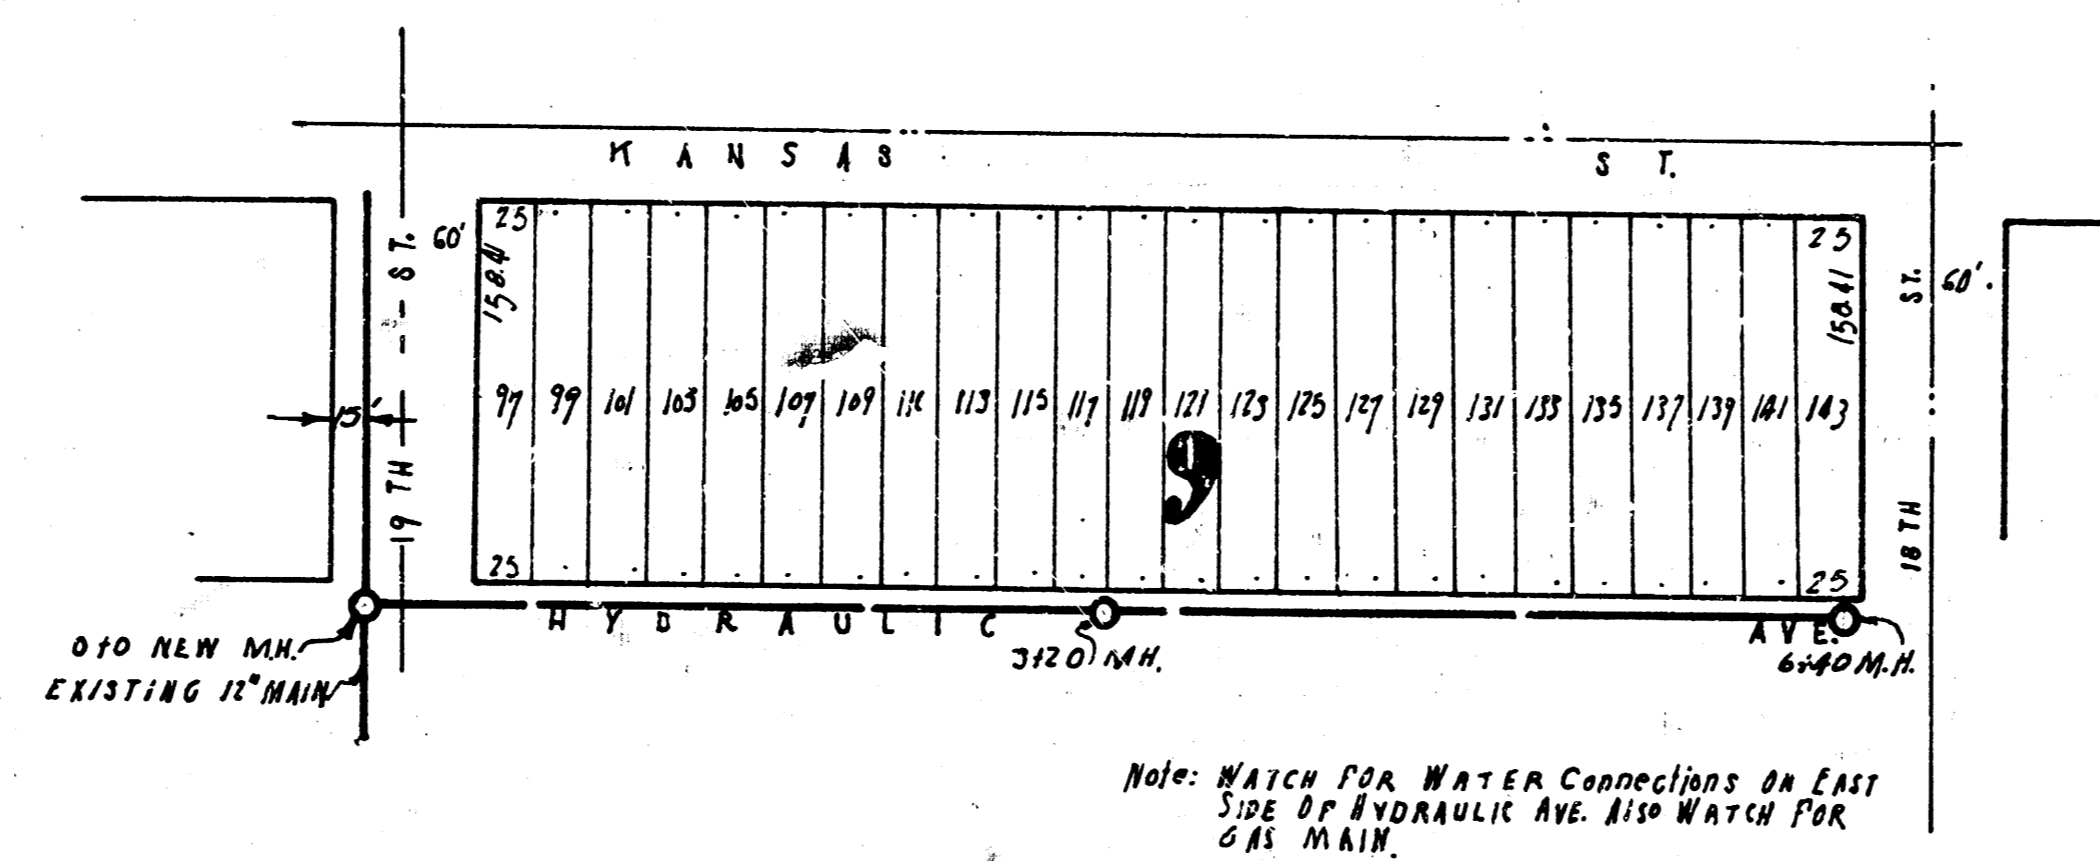 KANSAS ST.
19TH ST.
60'
25
158.41
25
158.41
ST.
60'.
15'
97 99 101 103 105 107 109 111 113 115 117 119 121 123 125 127 129 131 133 135 137 139 141 143
9
18TH
25
25
HYDRAULIC AVE.
0+0 NEW M.H.
EXISTING 12" MAIN
3+20 M.H.
6+40 M.H.
Note: WATCH FOR WATER Connections ON EAST
SIDE OF HYDRAULIC AVE. Also WATCH FOR
GAS MAIN.